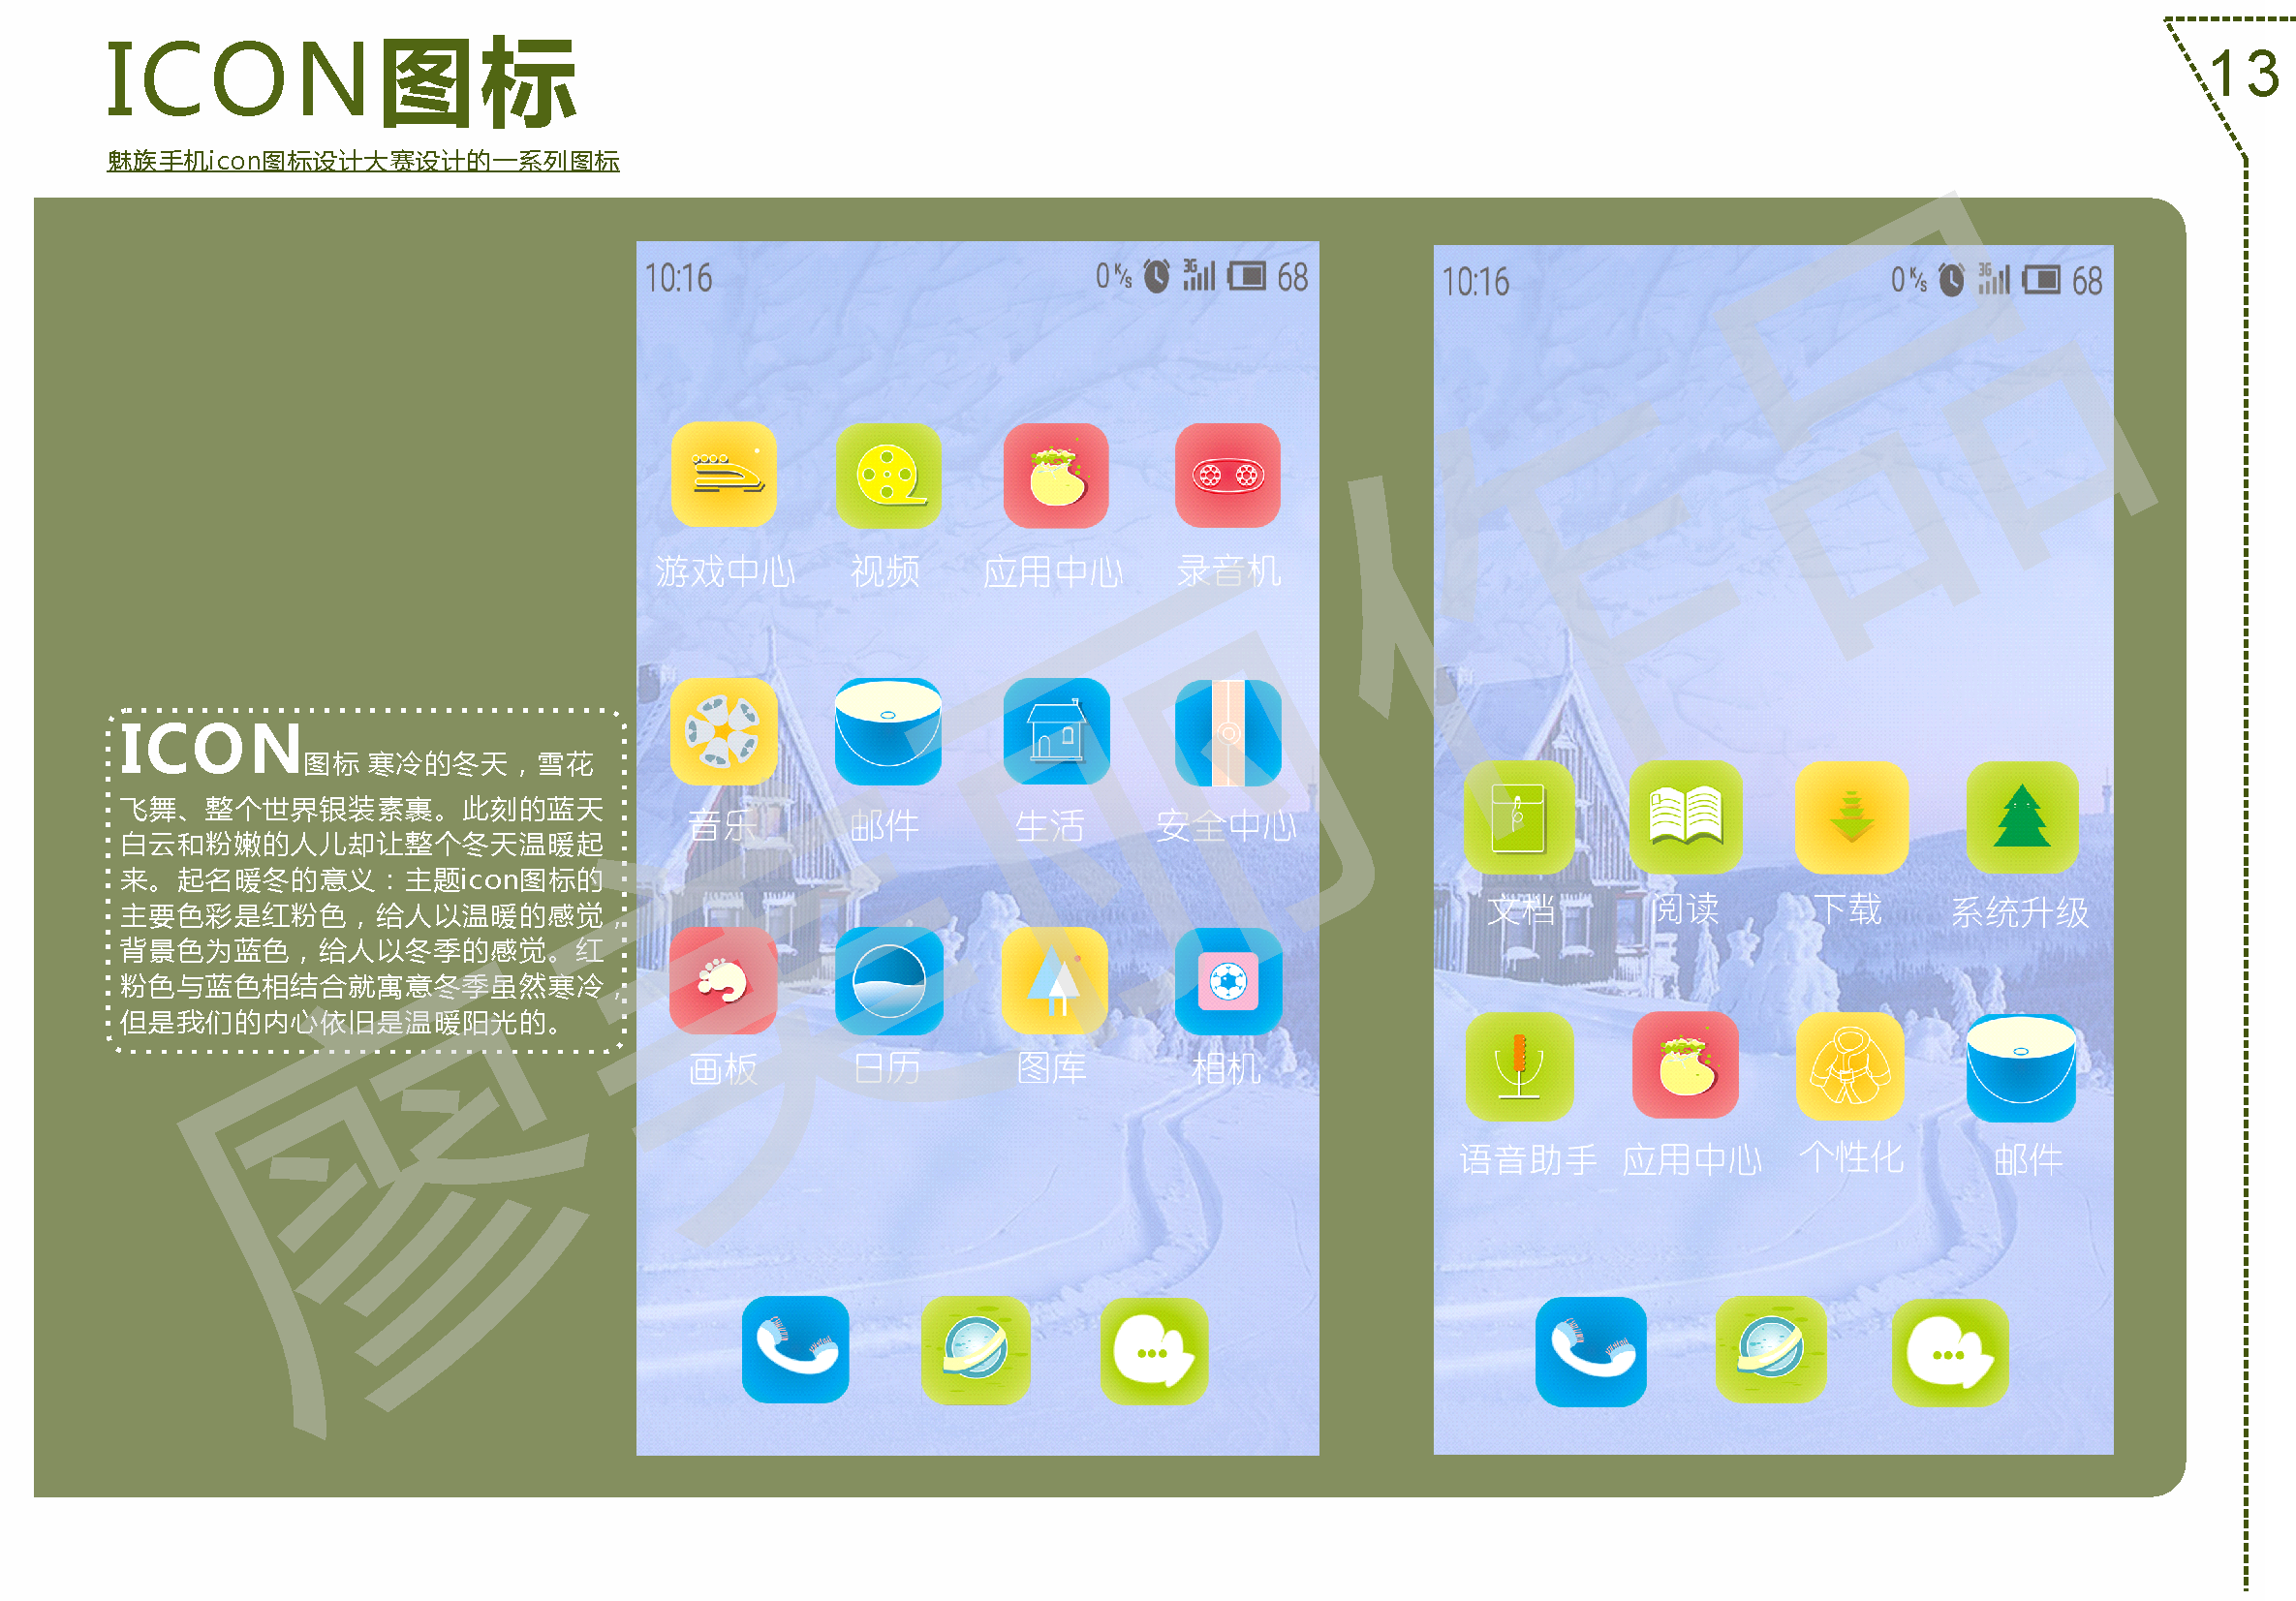 ICON图标
13
魅族手机icon图标设计大赛设计的一系列图标
ICON图标 寒冷的冬天，雪花
飞舞、整个世界银装素裹。此刻的蓝天
白云和粉嫩的人儿却让整个冬天温暖起
来。起名暖冬的意义：主题icon图标的
主要色彩是红粉色，给人以温暖的感觉，
背景色为蓝色，给人以冬季的感觉。红
粉色与蓝色相结合就寓意冬季虽然寒冷，
但是我们的内心依旧是温暖阳光的。
10:16 0K/s 3G 68
游戏中心 视频 应用中心 录音机
音乐 邮件 生活 安全中心
画板 日历 图库 相机
10:16 0K/s 3G 68
文档 阅读 下载 系统升级
语音助手 应用中心 个性化 邮件
廖美丽作品